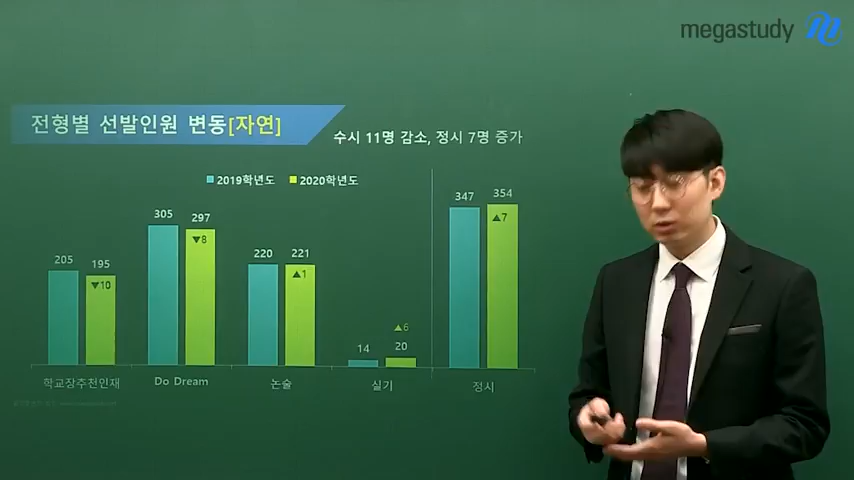 megastudy
전형별 선발인원 변동[자연]
수시 11명 감소, 정시 7명 증가
2019학년도 2020학년도
205 195 ▼10
305 297 ▼8
220 221 ▲1
14 20 ▲6
347 354 ▲7
학교장추천인재 Do Dream 논술 실기 정시